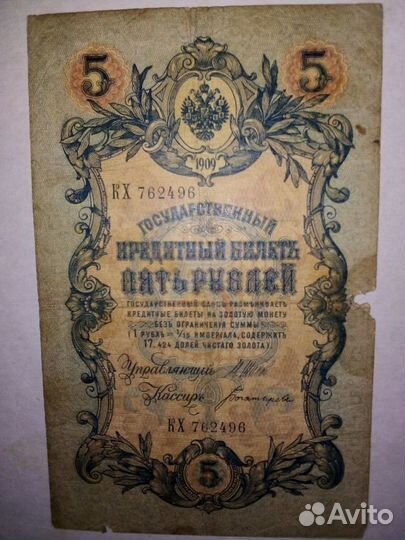 5 5
1909
КХ 762496
ГОСУДАРСТВЕННЫЙ
КРЕДИТНЫЙ БИЛЕТЪ
ПЯТЬ РУБЛЕЙ
ГОСУДАРСТВЕННЫЙ БАНКЪ РАЗМѢНИВАЕТЪ
КРЕДИТНЫЕ БИЛЕТЫ НА ЗОЛОТУЮ МОНЕТУ
БЕЗЪ ОГРАНИЧЕНІЯ СУММЫ
(1 РУБЛЬ = 1/15 ИМПЕРІАЛА, СОДЕРЖИТЪ
17,424 ДОЛЕЙ ЧИСТАГО ЗОЛОТА).
Управляющій
Кассиръ
КХ 762496
5
Avito